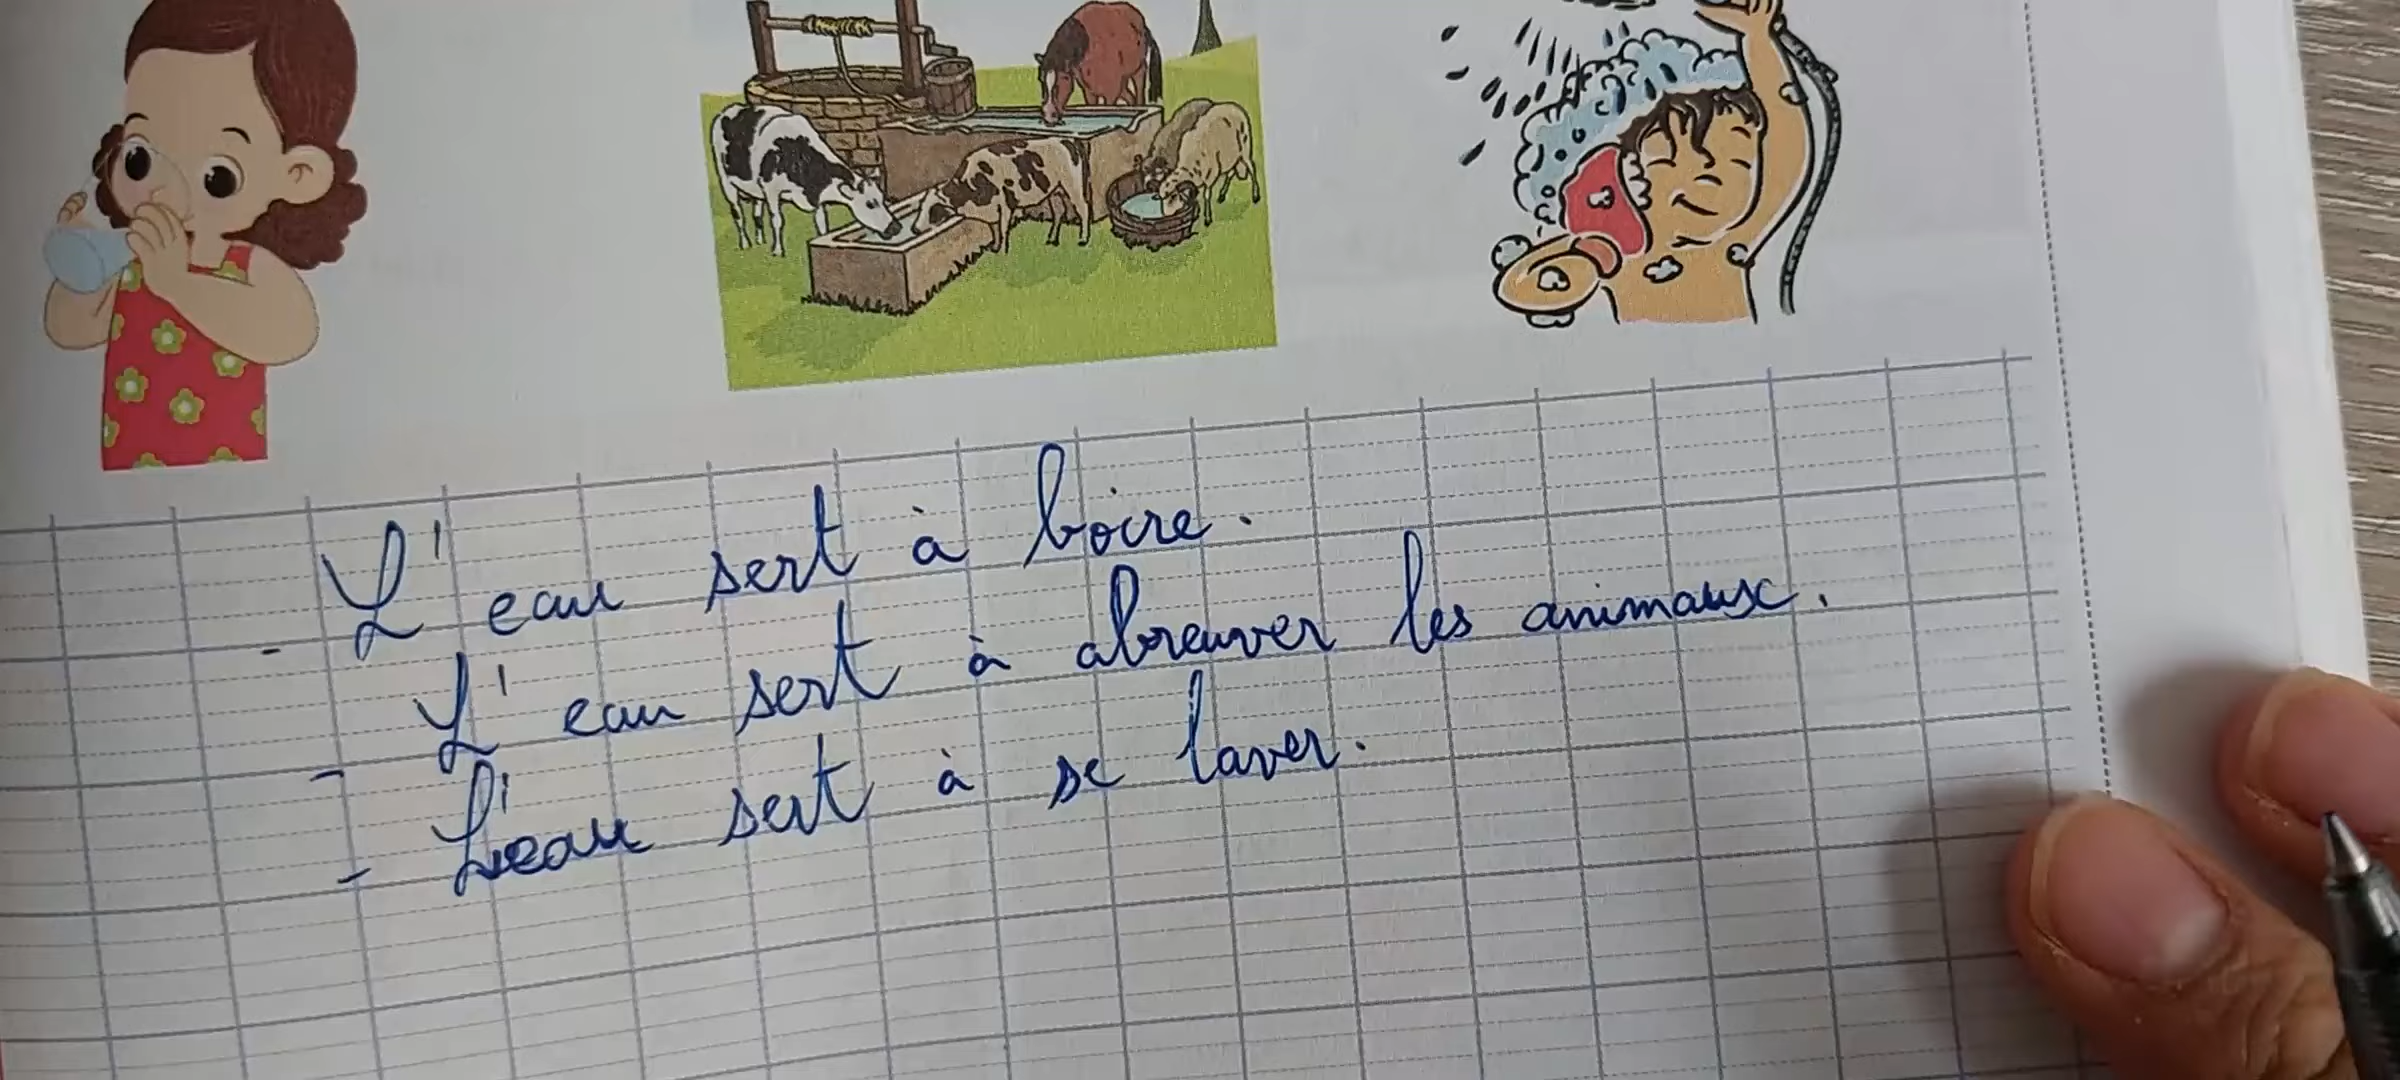 - L'eau sert à boire.
- L'eau sert à abreuver les animaux.
- L'eau sert à se laver.